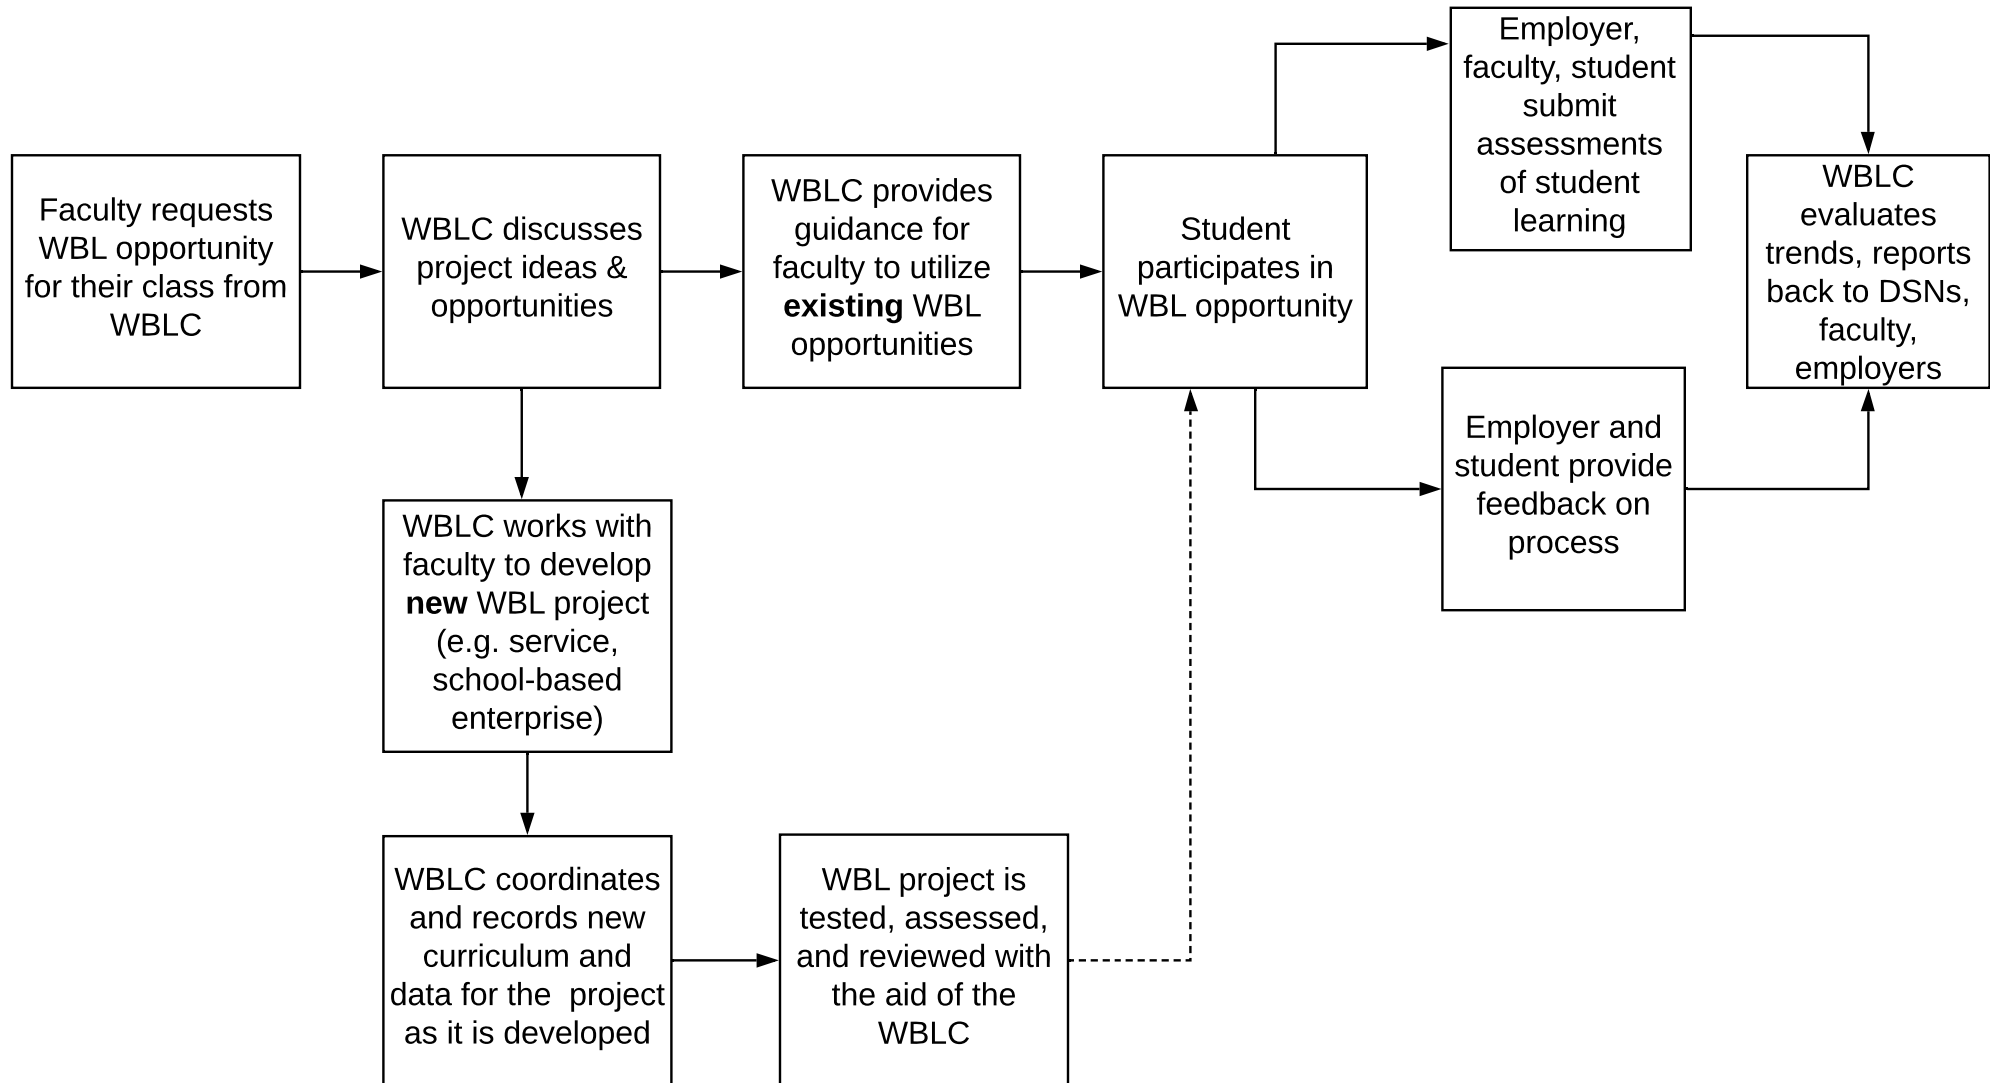 Faculty requests
WBL opportunity
for their class from
WBLC
WBLC discusses
project ideas &
opportunities
WBLC provides
guidance for
faculty to utilize
existing WBL
opportunities
Student
participates in
WBL opportunity
Employer,
faculty, student
submit
assessments
of student
learning
WBLC
evaluates
trends, reports
back to DSNs,
faculty,
employers
Employer and
student provide
feedback on
process
WBLC works with
faculty to develop
new WBL project
(e.g. service,
school-based
enterprise)
WBLC coordinates
and records new
curriculum and
data for the  project
as it is developed
WBL project is
tested, assessed,
and reviewed with
the aid of the
WBLC